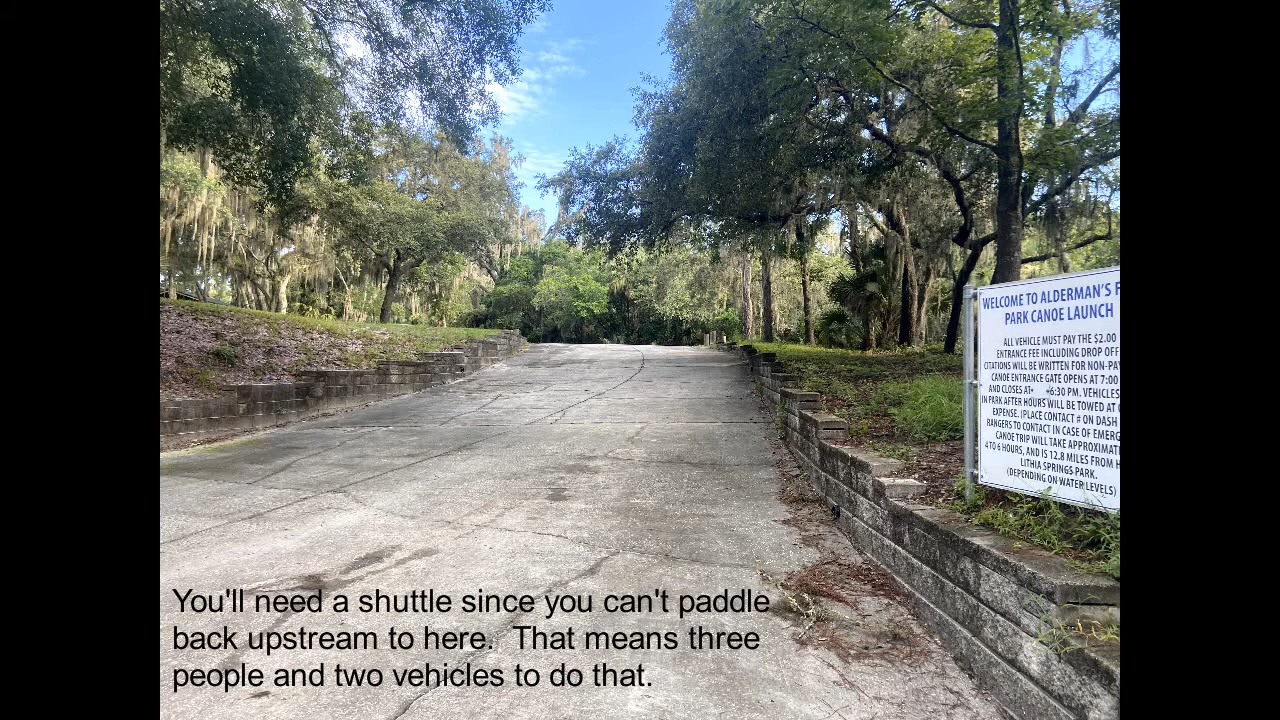 WELCOME TO ALDERMAN'S
PARK CANOE LAUNCH
ALL VEHICLE MUST PAY THE $2.00
ENTRANCE FEE INCLUDING DROP OFF
CITATIONS WILL BE WRITTEN FOR
CANOE ENTRANCE GATE OPENS AT 7:00
AND CLOSES AT 6:30 PM. VEHICLES
IN PARK AFTER HOURS WILL BE TOWED AT
EXPENSE. (PLACE CONTACT # ON DASH
RANGERS TO CONTACT IN CASE OF
CANOE TRIP WILL TAKE
4 TO 6 HOURS, AND IS 12.8 MILES FROM
LITHIA SPRINGS PARK.
(DEPENDING ON WATER LEVELS)
You'll need a shuttle since you can't paddle
back upstream to here. That means three
people and two vehicles to do that.